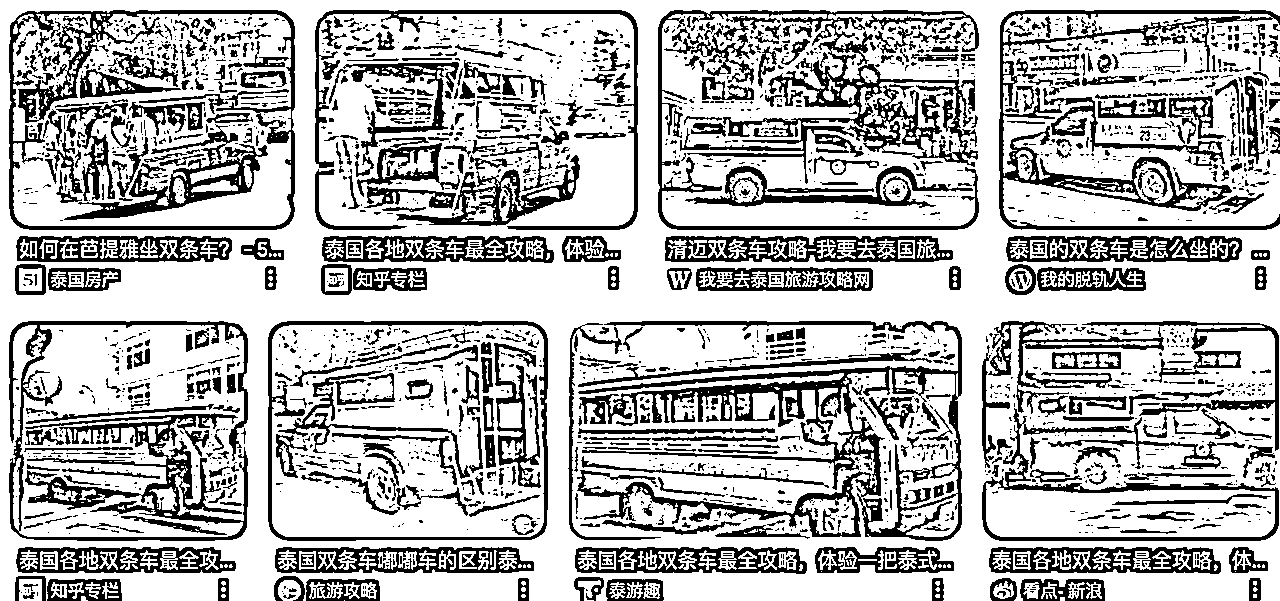 如何在芭提雅坐双条车？ - 5...
泰国各地双条车最全攻略，体验...
清迈双条车攻略-我要去泰国旅...
泰国的双条车是怎么坐的？ ...
51 泰国房产
知乎专栏
W 我要去泰国旅游攻略网
我的脱轨人生
泰国各地双条车最全攻...
泰国双条车嘟嘟车的区别泰...
泰国各地双条车最全攻略，体验一把泰式...
泰国各地双条车最全攻略，体...
知乎专栏
旅游攻略
泰游趣
看点-新浪